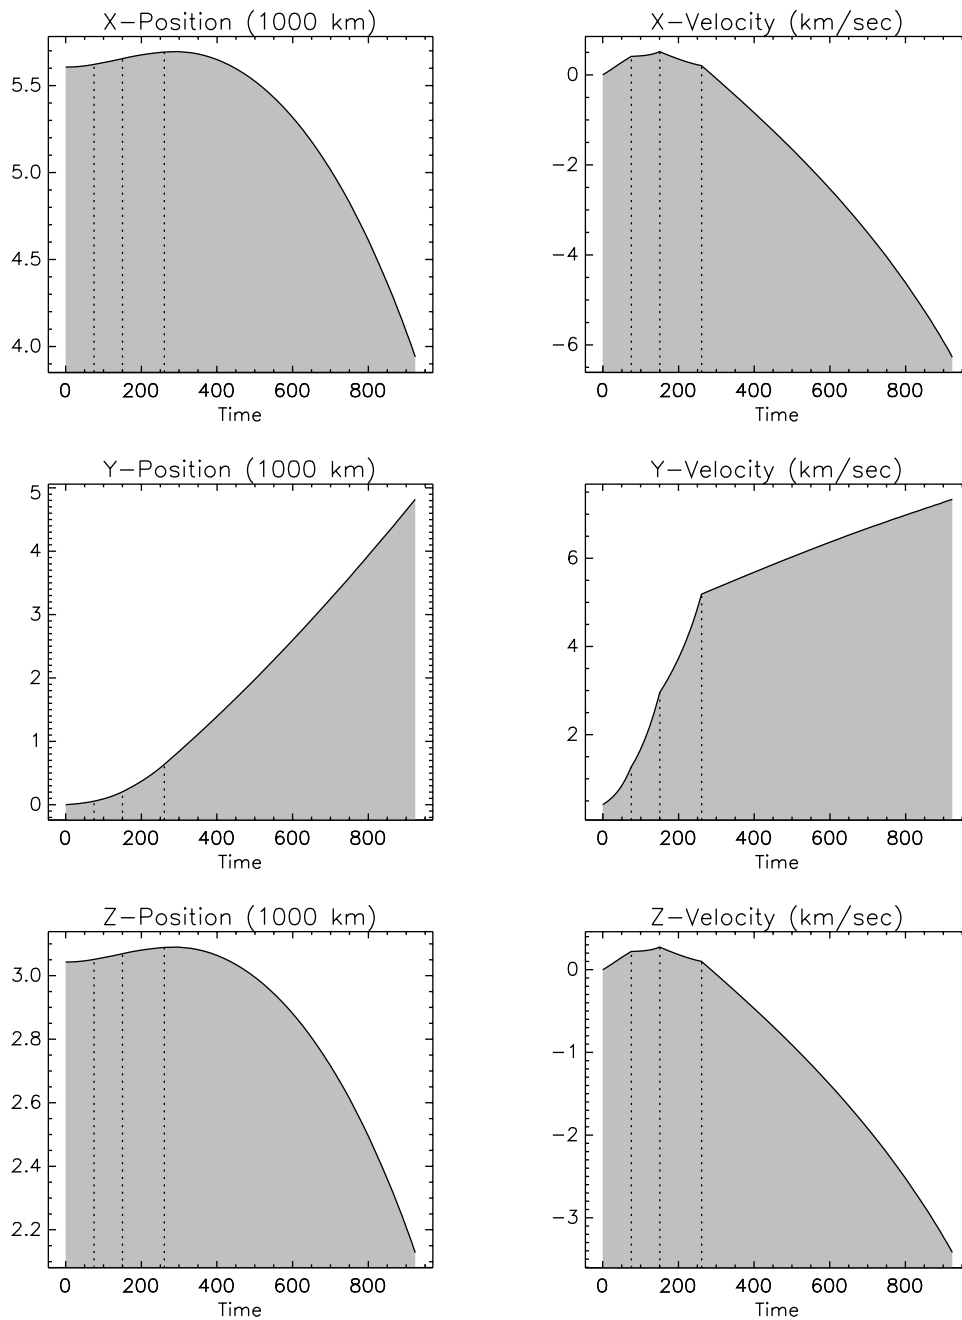 X−Position (1000 km)
5.5
5.0
4.5
4.0
0 200 400 600 800
Time
X−Velocity (km/sec)
0
−2
−4
−6
0 200 400 600 800
Time
Y−Position (1000 km)
5
4
3
2
1
0
0 200 400 600 800
Time
Y−Velocity (km/sec)
6
4
2
0 200 400 600 800
Time
Z−Position (1000 km)
3.0
2.8
2.6
2.4
2.2
0 200 400 600 800
Time
Z−Velocity (km/sec)
0
−1
−2
−3
0 200 400 600 800
Time